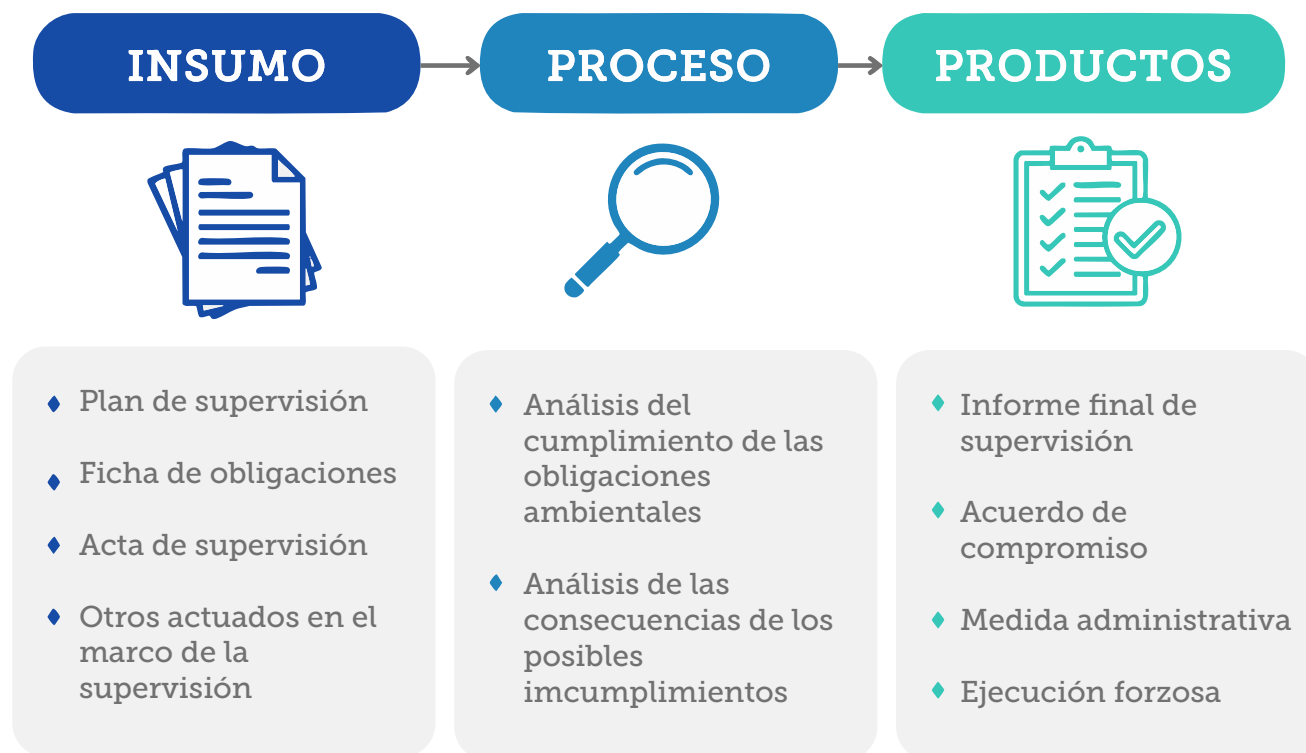 INSUMO
PROCESO
PRODUCTOS
Plan de supervisión
Ficha de obligaciones
Acta de supervisión
Otros actuados en el
marco de la
supervisión
Análisis del
cumplimiento de las
obligaciones
ambientales
Análisis de las
consecuencias de los
posibles
imcumplimientos
Informe final de
supervisión
Acuerdo de
compromiso
Medida administrativa
Ejecución forzosa